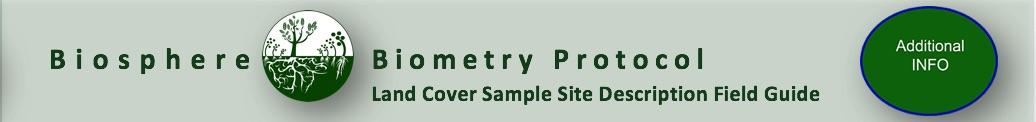 Biosphere
Biometry Protocol
Land Cover Sample Site Description Field Guide
Additional
INFO